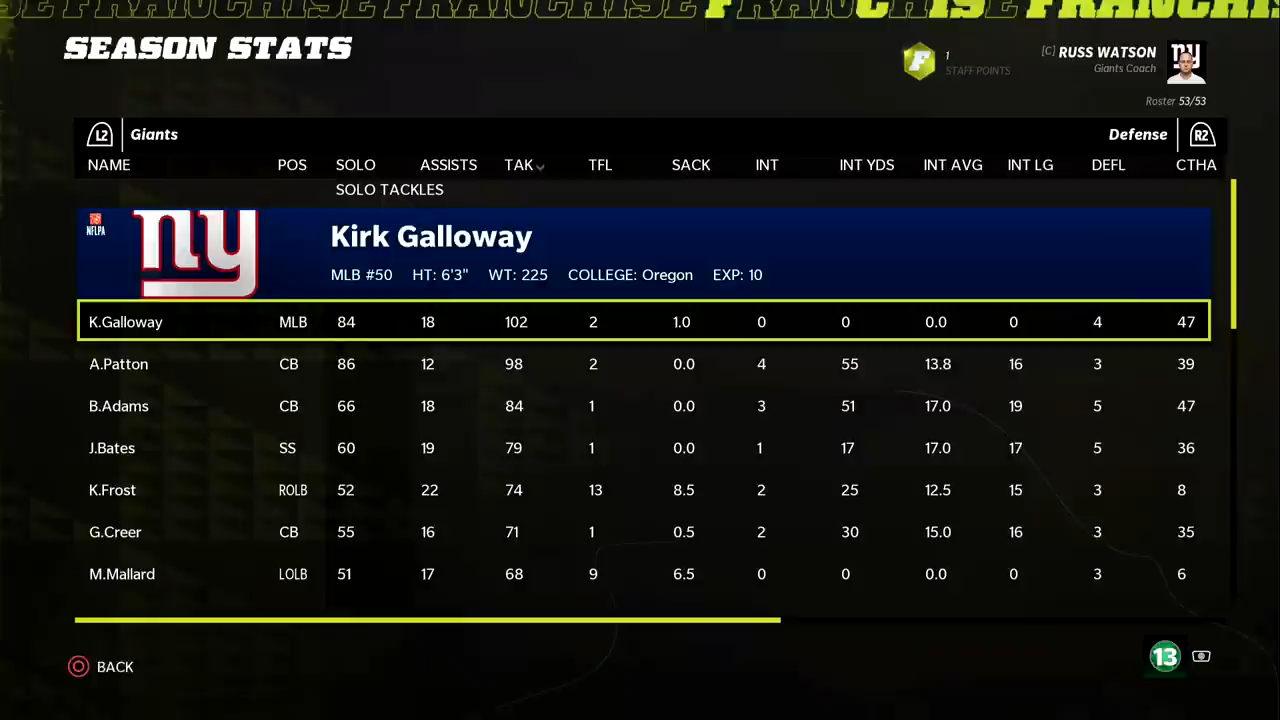 FRANCHISE FRANCHISE FRANCHISE FRANCHISE FRANCHISE
SEASON STATS
F
1
STAFF POINTS
[C] RUSS WATSON
Giants Coach
ny
Roster 53/53
L2 Giants
Defense R2
NAME POS SOLO ASSISTS TAK TFL SACK INT INT YDS INT AVG INT LG DEFL CTHA
SOLO TACKLES
NFLPA
ny
Kirk Galloway
MLB #50 HT: 6'3" WT: 225 COLLEGE: Oregon EXP: 10
K.Galloway MLB 84 18 102 2 1.0 0 0 0.0 0 4 47
A.Patton CB 86 12 98 2 0.0 4 55 13.8 16 3 39
B.Adams CB 66 18 84 1 0.0 3 51 17.0 19 5 47
J.Bates SS 60 19 79 1 0.0 1 17 17.0 17 5 36
K.Frost ROLB 52 22 74 13 8.5 2 25 12.5 15 3 8
G.Creer CB 55 16 71 1 0.5 2 30 15.0 16 3 35
M.Mallard LOLB 51 17 68 9 6.5 0 0 0.0 0 3 6
BACK
13